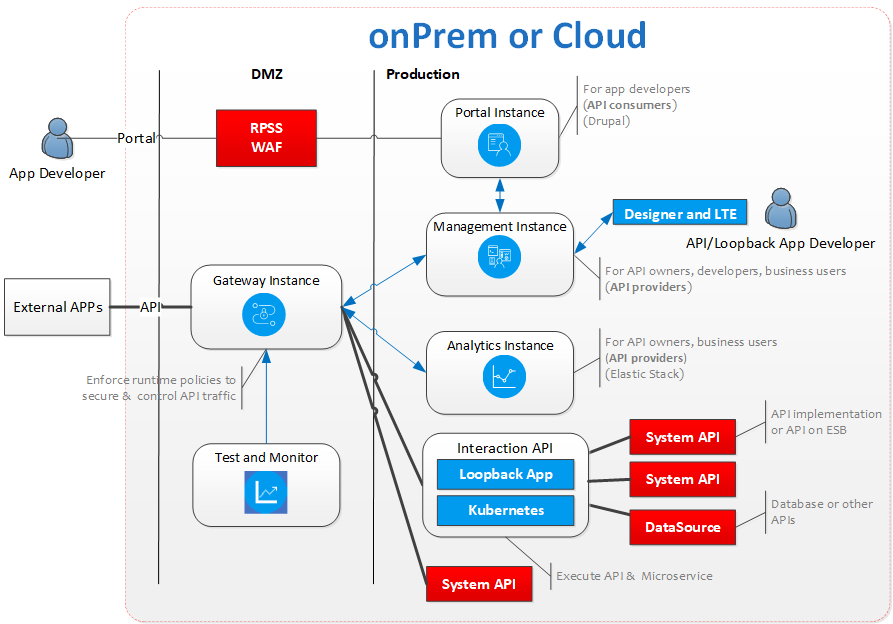 onPrem or Cloud
DMZ
Production
For app developers
(API consumers)
(Drupal)
Portal Instance
RPSS
WAF
Portal
App Developer
Designer and LTE
Management Instance
API/Loopback App Developer
For API owners, developers, business users
(API providers)
Gateway Instance
External APPs
API
Analytics Instance
For API owners, business users
(API providers)
(Elastic Stack)
Enforce runtime policies to
secure & control API traffic
API implementation
or API on ESB
System API
Interaction API
Test and Monitor
Loopback App
System API
Kubernetes
Database or other
APIs
DataSource
Execute API & Microservice
System API